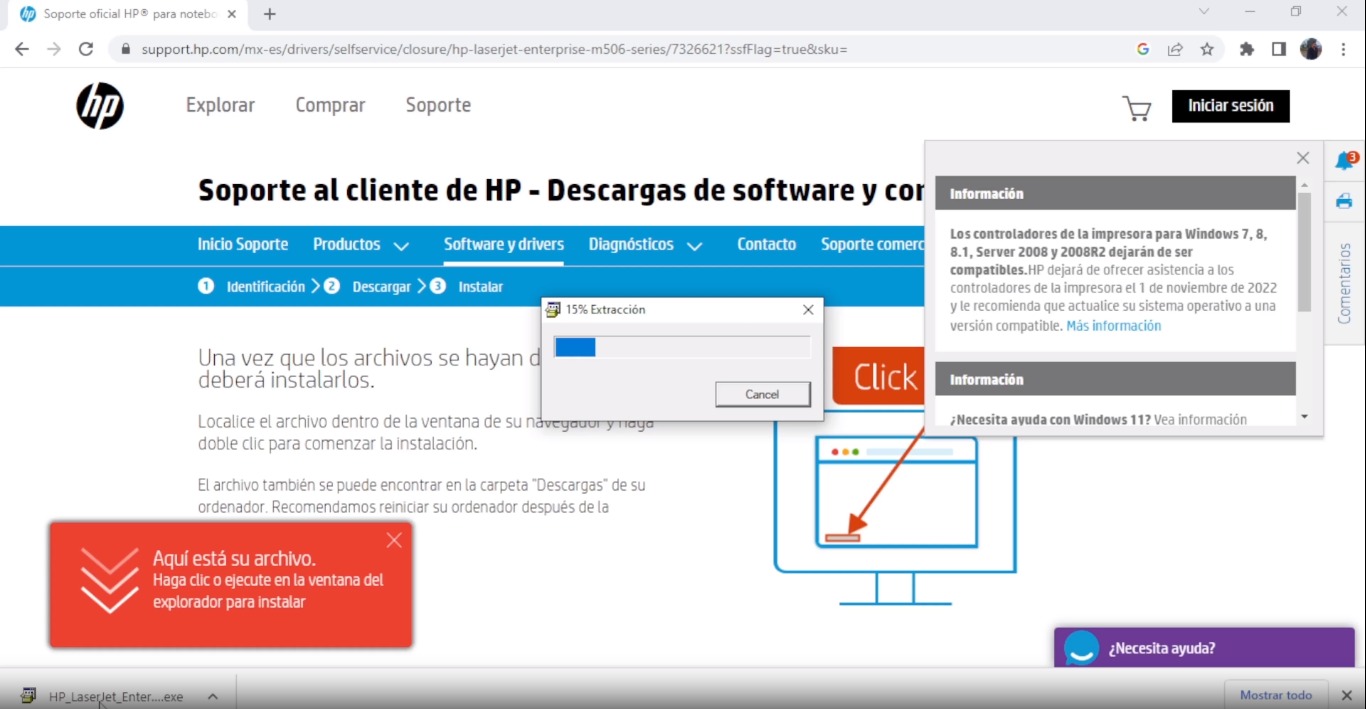 Soporte oficial HP® para notebo
support.hp.com/mx-es/drivers/selfservice/closure/hp-laserjet-enterprise-m506-series/7326621?ssfFlag=true&sku=
hp
Explorar
Comprar
Soporte
Iniciar sesión
3
Soporte al cliente de HP - Descargas de software y con
Inicio Soporte
Productos
Software y drivers
Diagnósticos
Contacto
Soporte comerc
1 Identificación
2 Descargar
3 Instalar
Información
Los controladores de la impresora para Windows 7, 8,
8.1, Server 2008 y 2008R2 dejarán de ser
compatibles.HP dejará de ofrecer asistencia a los
controladores de la impresora el 1 de noviembre de 2022
y le recomienda que actualice su sistema operativo a una
versión compatible. Más información
Información
¿Necesita ayuda con Windows 11? Vea información
Comentarios
15% Extracción
Cancel
Una vez que los archivos se hayan d
deberá instalarlos.
Localice el archivo dentro de la ventana de su navegador y haga
doble clic para comenzar la instalación.
El archivo también se puede encontrar en la carpeta "Descargas" de su
ordenador. Recomendamos reiniciar su ordenador después de la
Click
Aquí está su archivo.
Haga clic o ejecute en la ventana del
explorador para instalar
¿Necesita ayuda?
HP_LaserJet_Enter....exe
Mostrar todo